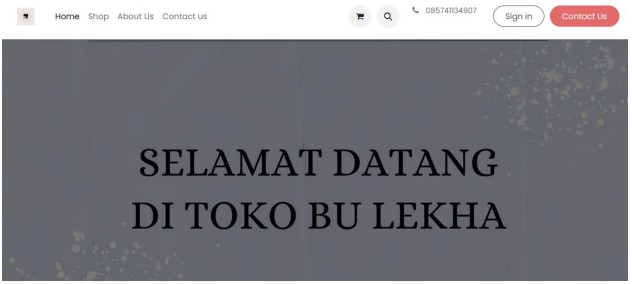 Home Shop About Us Contact us 085741134907 Sign in Contact Us
SELAMAT DATANG
DI TOKO BU LEKHA